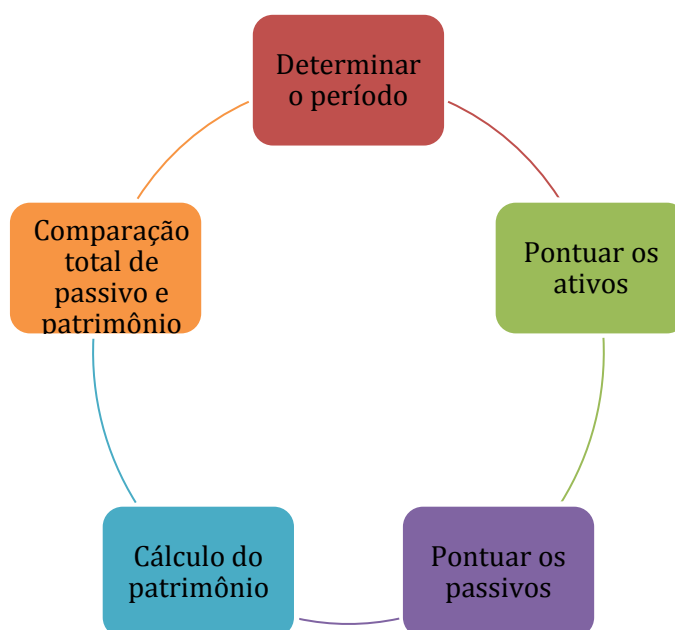 Determinar
o período
Pontuar os
ativos
Pontuar os
passivos
Cálculo do
patrimônio
Comparação
total de
passivo e
patrimônio